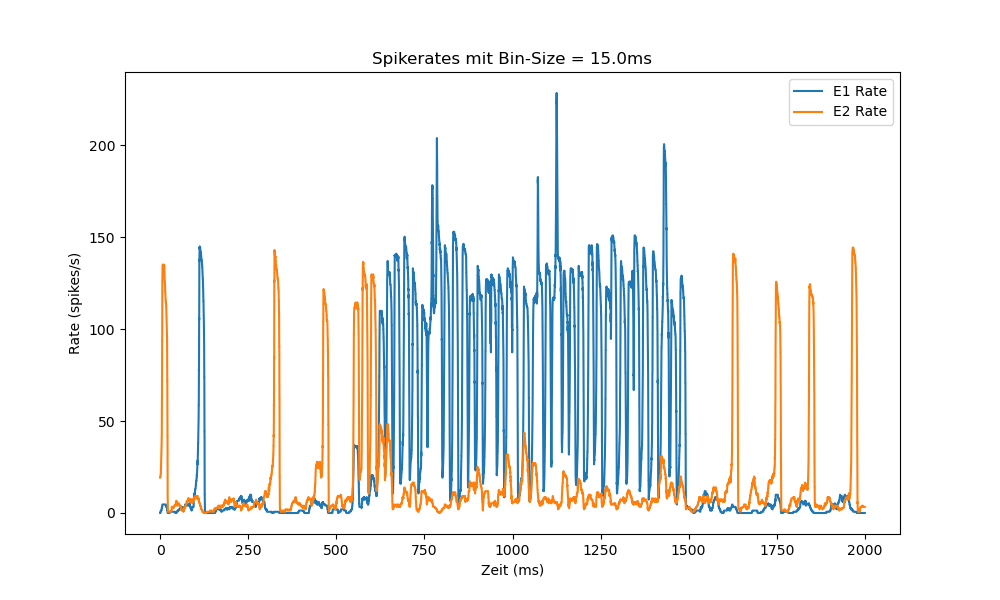 Spikerates mit Bin-Size = 15.0ms
E1 Rate
E2 Rate
Rate (spikes/s)
200
150
100
50
0
0 250 500 750 1000 1250 1500 1750 2000
Zeit (ms)